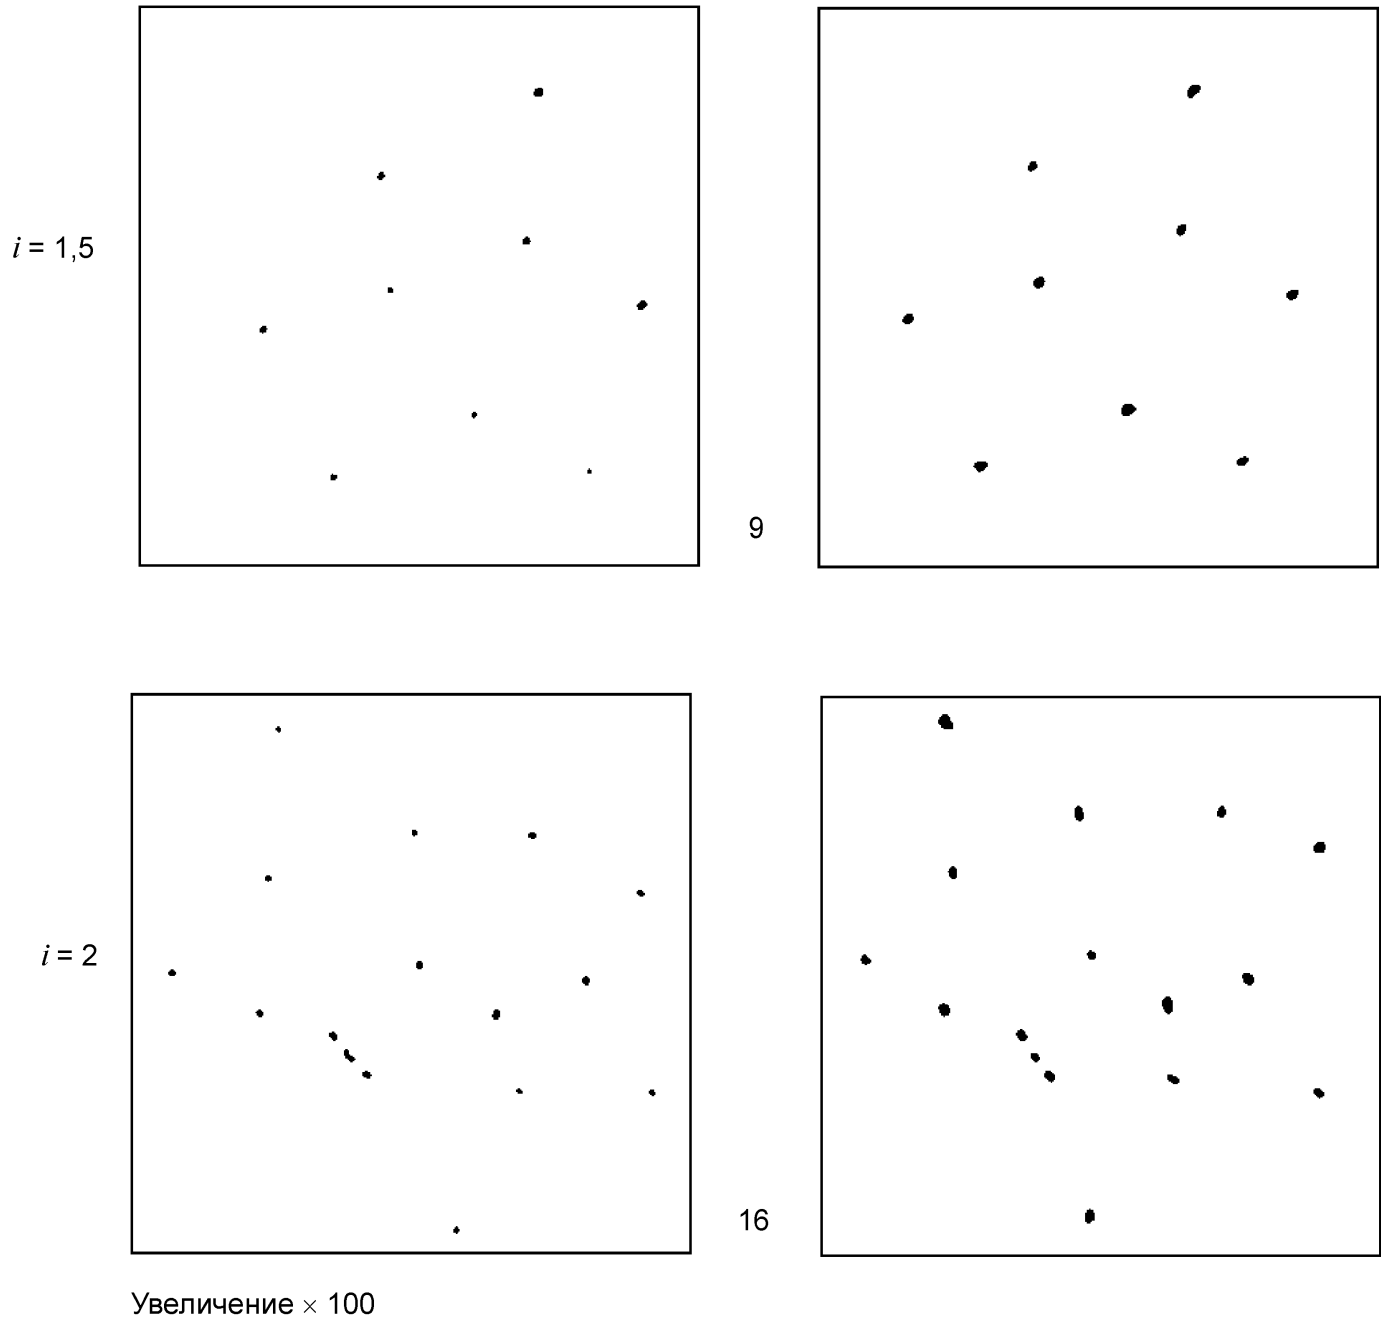 i = 1,5
9
i = 2
16
Увеличение × 100